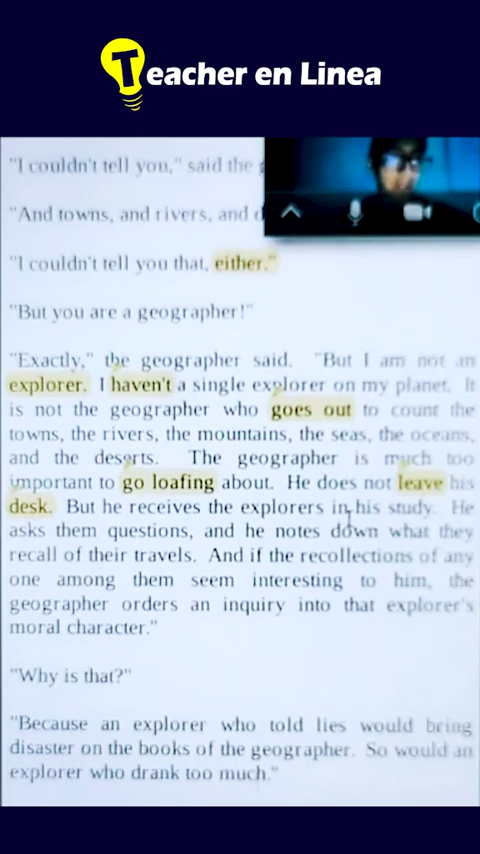 Teacher en Linea
"I couldn't tell you," said the
"And towns, and rivers, and
"I couldn't tell you that, either."
"But you are a geographer!"
"Exactly," the geographer said. "But I am not an
explorer. I haven't a single explorer on my planet. It
is not the geographer who goes out to count the
towns, the rivers, the mountains, the seas, the oceans,
and the deserts. The geographer is much too
important to go loafing about. He does not leave his
desk. But he receives the explorers in his study. He
asks them questions, and he notes down what they
recall of their travels. And if the recollections of any
one among them seem interesting to him, the
geographer orders an inquiry into that explorer's
moral character."
"Why is that?"
"Because an explorer who told lies would bring
disaster on the books of the geographer. So would an
explorer who drank too much."